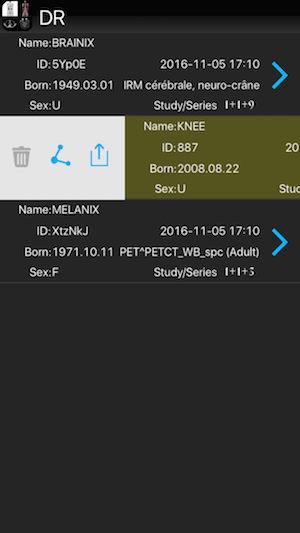 DR
Name:BRAINIX
ID:5Yp0E 2016-11-05 17:10
Born:1949.03.01 IRM cérébrale, neuro-crâne
Sex:U Study/Series 1+1+9
Name:KNEE
ID:887 20
Born:2008.08.22
Sex:U Stud
Name:MELANIX
ID:XtzNkJ 2016-11-05 17:10
Born:1971.10.11 PET^PETCT_WB_spc (Adult)
Sex:F Study/Series 1+1+5